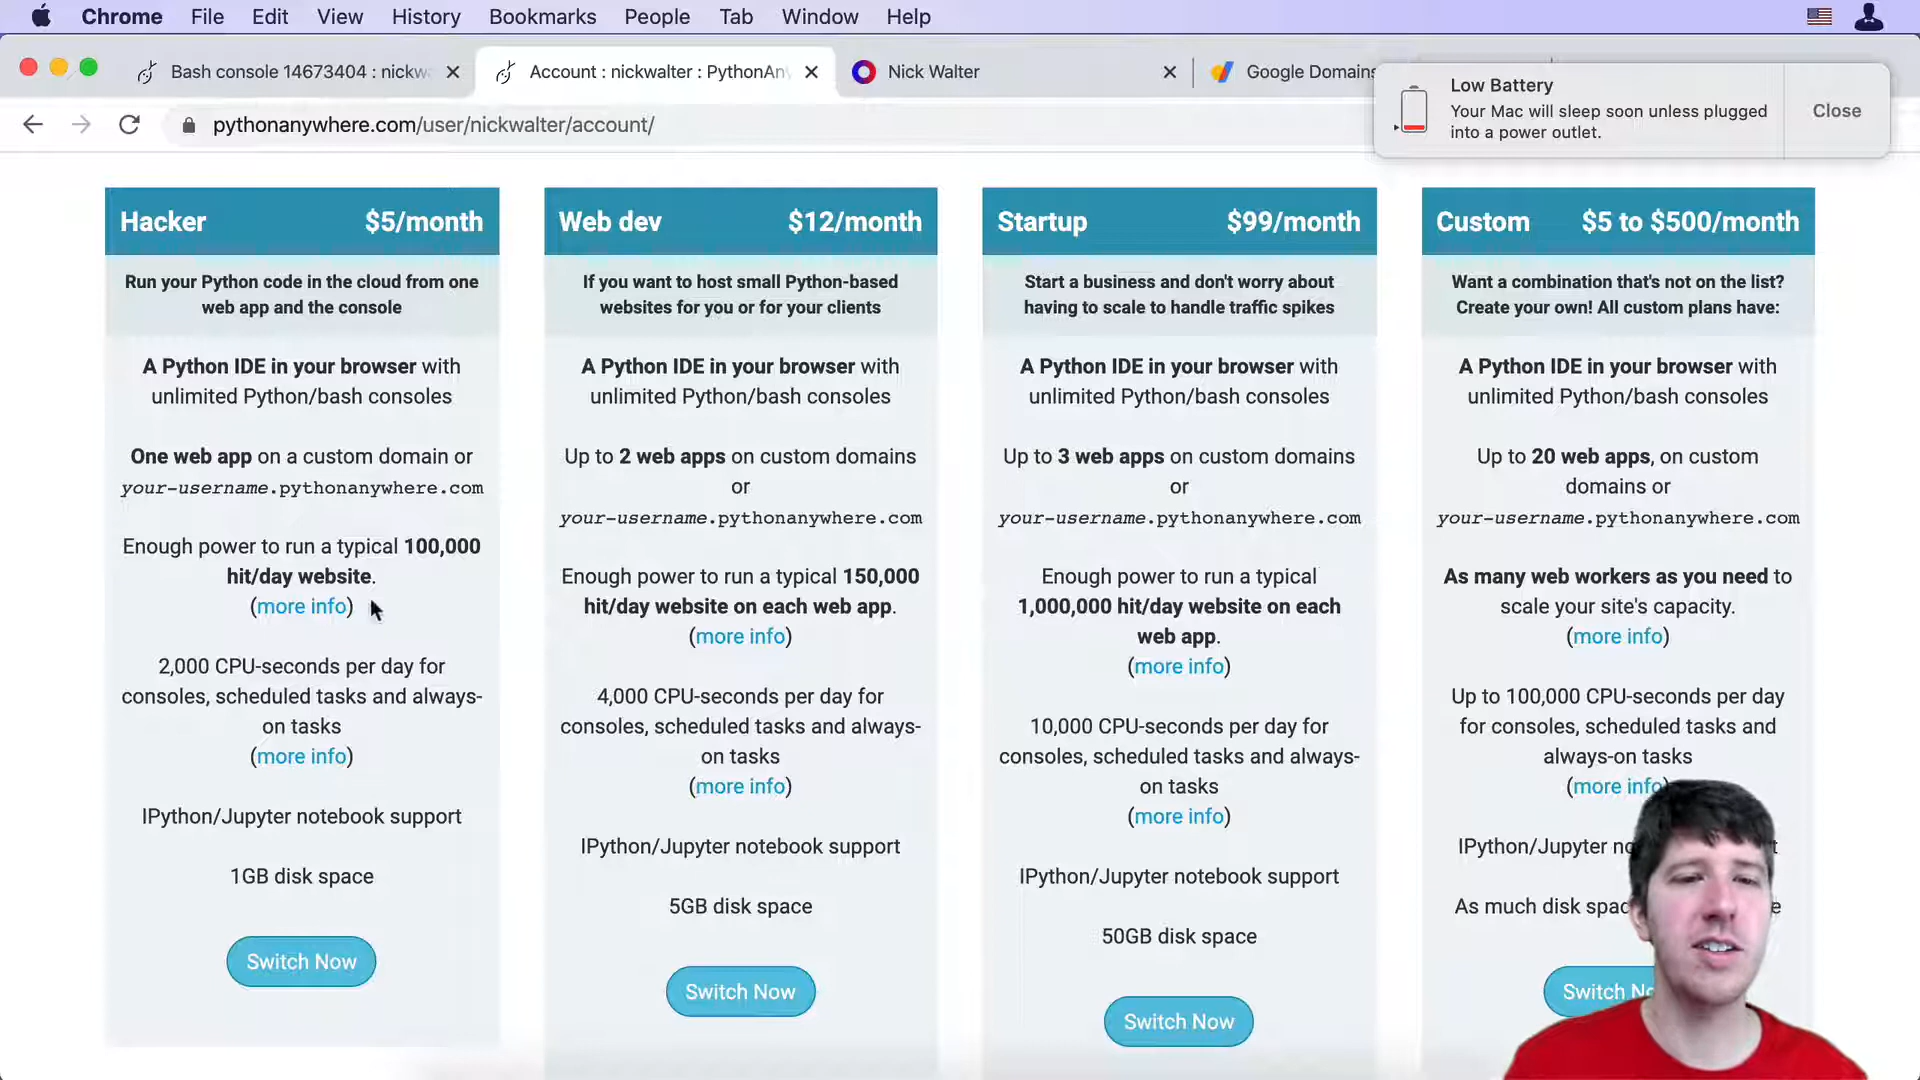 Chrome File Edit View History Bookmarks People Tab Window Help
Bash console 14673404 : nickw
Account : nickwalter : PythonAn
Nick Walter
Google Domains
pythonanywhere.com/user/nickwalter/account/
Low Battery
Your Mac will sleep soon unless plugged
into a power outlet.
Close
Hacker $5/month
Run your Python code in the cloud from one
web app and the console
A Python IDE in your browser with
unlimited Python/bash consoles
One web app on a custom domain or
your-username.pythonanywhere.com
Enough power to run a typical 100,000
hit/day website.
(more info)
2,000 CPU-seconds per day for
consoles, scheduled tasks and always-
on tasks
(more info)
IPython/Jupyter notebook support
1GB disk space
Switch Now
Web dev $12/month
If you want to host small Python-based
websites for you or for your clients
A Python IDE in your browser with
unlimited Python/bash consoles
Up to 2 web apps on custom domains
or
your-username.pythonanywhere.com
Enough power to run a typical 150,000
hit/day website on each web app.
(more info)
4,000 CPU-seconds per day for
consoles, scheduled tasks and always-
on tasks
(more info)
IPython/Jupyter notebook support
5GB disk space
Switch Now
Startup $99/month
Start a business and don't worry about
having to scale to handle traffic spikes
A Python IDE in your browser with
unlimited Python/bash consoles
Up to 3 web apps on custom domains
or
your-username.pythonanywhere.com
Enough power to run a typical
1,000,000 hit/day website on each
web app.
(more info)
10,000 CPU-seconds per day for
consoles, scheduled tasks and always-
on tasks
(more info)
IPython/Jupyter notebook support
50GB disk space
Switch Now
Custom $5 to $500/month
Want a combination that's not on the list?
Create your own! All custom plans have:
A Python IDE in your browser with
unlimited Python/bash consoles
Up to 20 web apps, on custom
domains or
your-username.pythonanywhere.com
As many web workers as you need to
scale your site's capacity.
(more info)
Up to 100,000 CPU-seconds per day
for consoles, scheduled tasks and
always-on tasks
(more info
IPython/Jupyter
As much disk
Switch